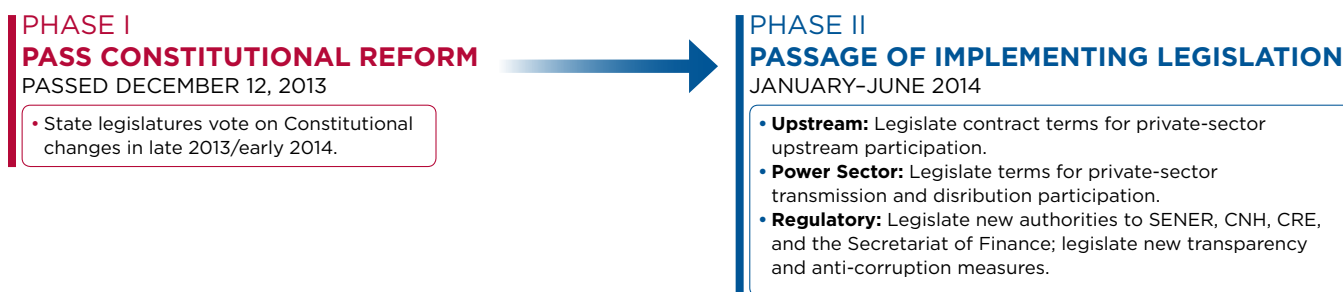 PHASE I
PASS CONSTITUTIONAL REFORM
PASSED DECEMBER 12, 2013
• State legislatures vote on Constitutional
changes in late 2013/early 2014.
PHASE II
PASSAGE OF IMPLEMENTING LEGISLATION
JANUARY–JUNE 2014
• Upstream: Legislate contract terms for private-sector
upstream participation.
• Power Sector: Legislate terms for private-sector
transmission and disribution participation.
• Regulatory: Legislate new authorities to SENER, CNH, CRE,
and the Secretariat of Finance; legislate new transparency
and anti-corruption measures.